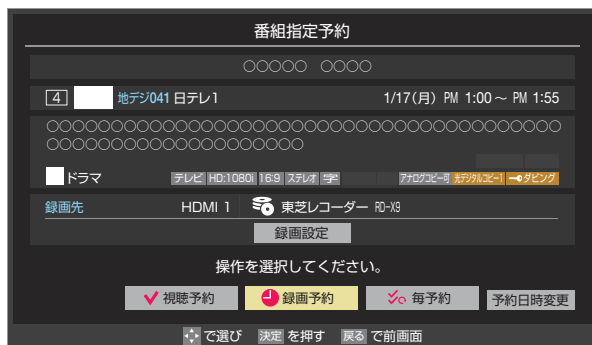 番組指定予約
○○○○○ ○○○○
4 地デジ041 日テレ1 1/17(月) PM 1:00～ PM 1:55
○○○○○○○○○○○○○○○○○○○○○○○○○○○○○○
○○○○○○○○○○○○○○○
ドラマ テレビ HD:1080i 16:9 ステレオ 字 アナログコピー可 光デジタルコピー1 ダビング
録画先 HDMI 1 東芝レコーダー RD-X9
録画設定
操作を選択してください。
視聴予約 録画予約 毎予約 予約日時変更
で選び 決定 を押す 戻る で前画面